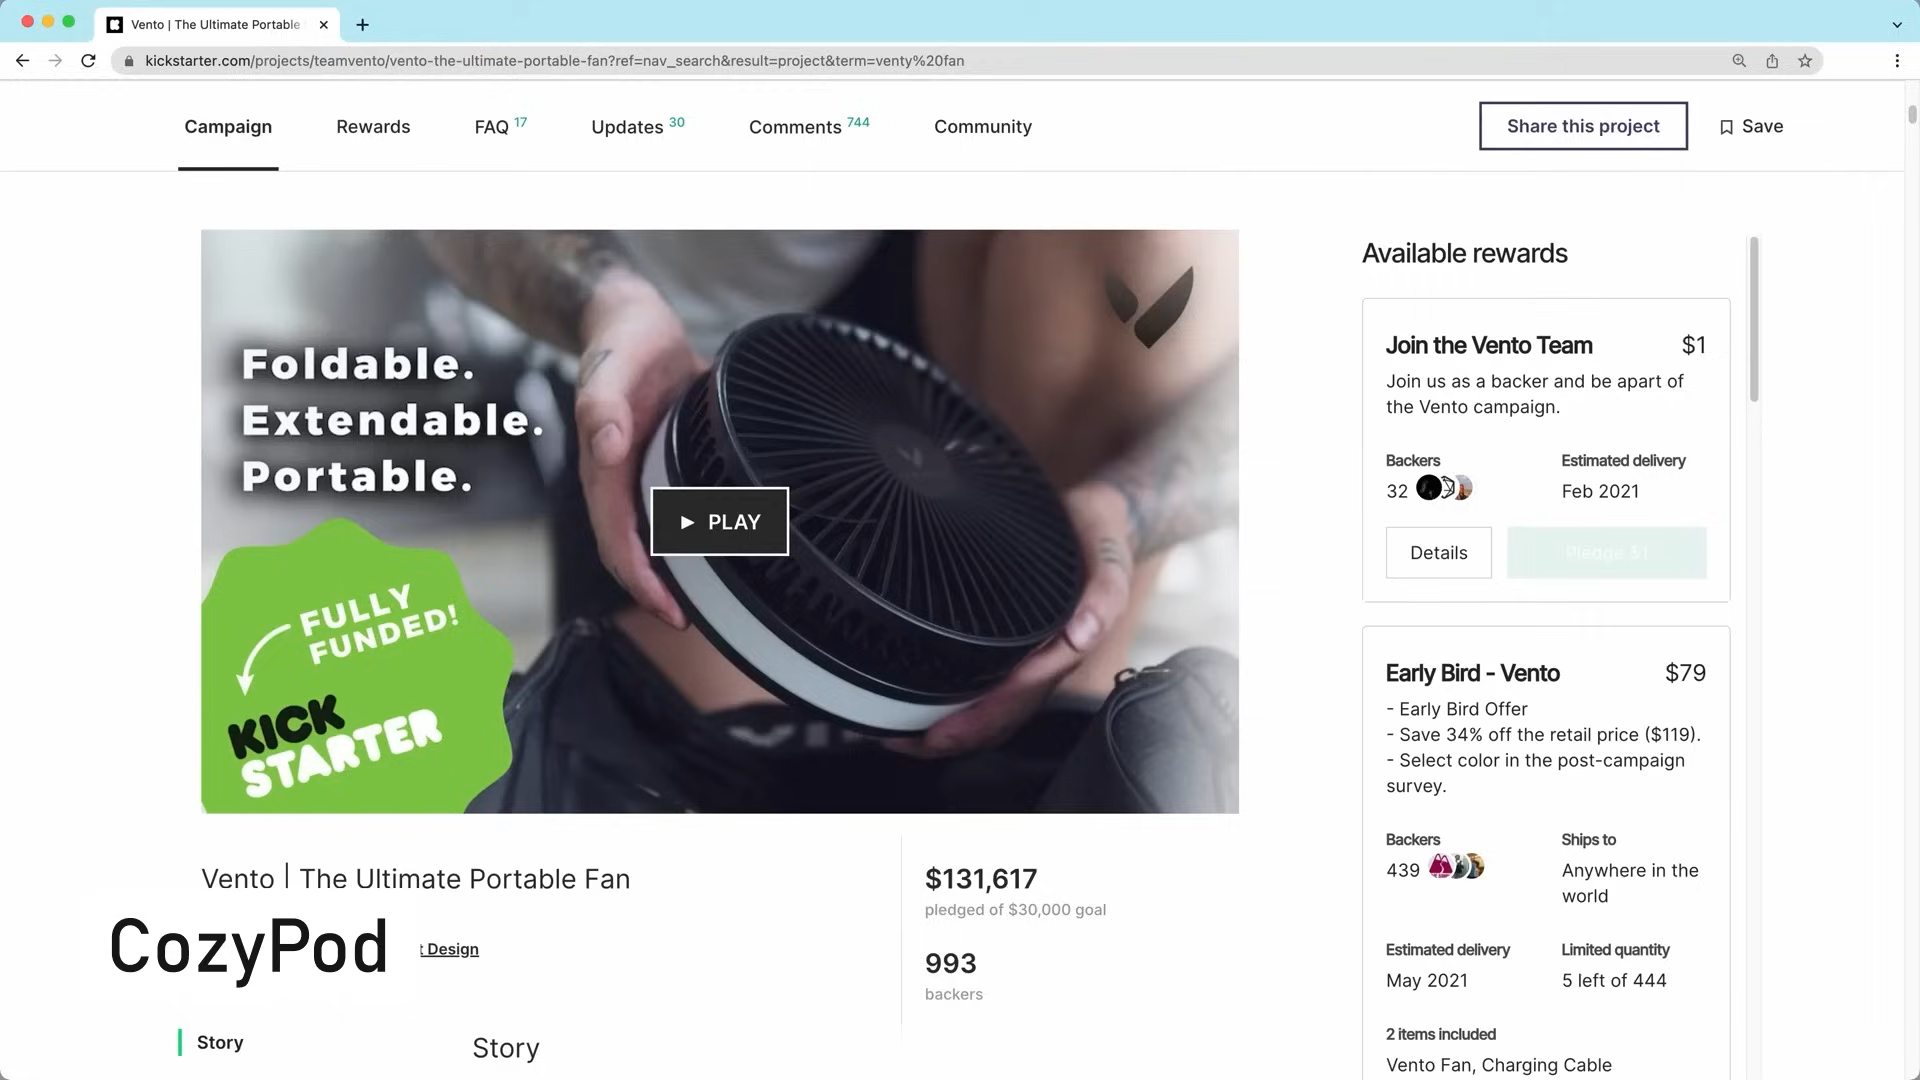 Vento | The Ultimate Portable
kickstarter.com/projects/teamvento/vento-the-ultimate-portable-fan?ref=nav_search&result=project&term=venty%20fan
Campaign
Rewards
FAQ 17
Updates 30
Comments 744
Community
Share this project
Save
Foldable.
Extendable.
Portable.
PLAY
FULLY
FUNDED!
KICK
STARTER
Vento | The Ultimate Portable Fan
CozyPod
t Design
$131,617
pledged of $30,000 goal
993
backers
Story
Story
Available rewards
Join the Vento Team $1
Join us as a backer and be apart of
the Vento campaign.
Backers Estimated delivery
32 Feb 2021
Details Pledge $1
Early Bird - Vento $79
- Early Bird Offer
- Save 34% off the retail price ($119).
- Select color in the post-campaign
survey.
Backers Ships to
439 Anywhere in the
world
Estimated delivery Limited quantity
May 2021 5 left of 444
2 items included
Vento Fan, Charging Cable